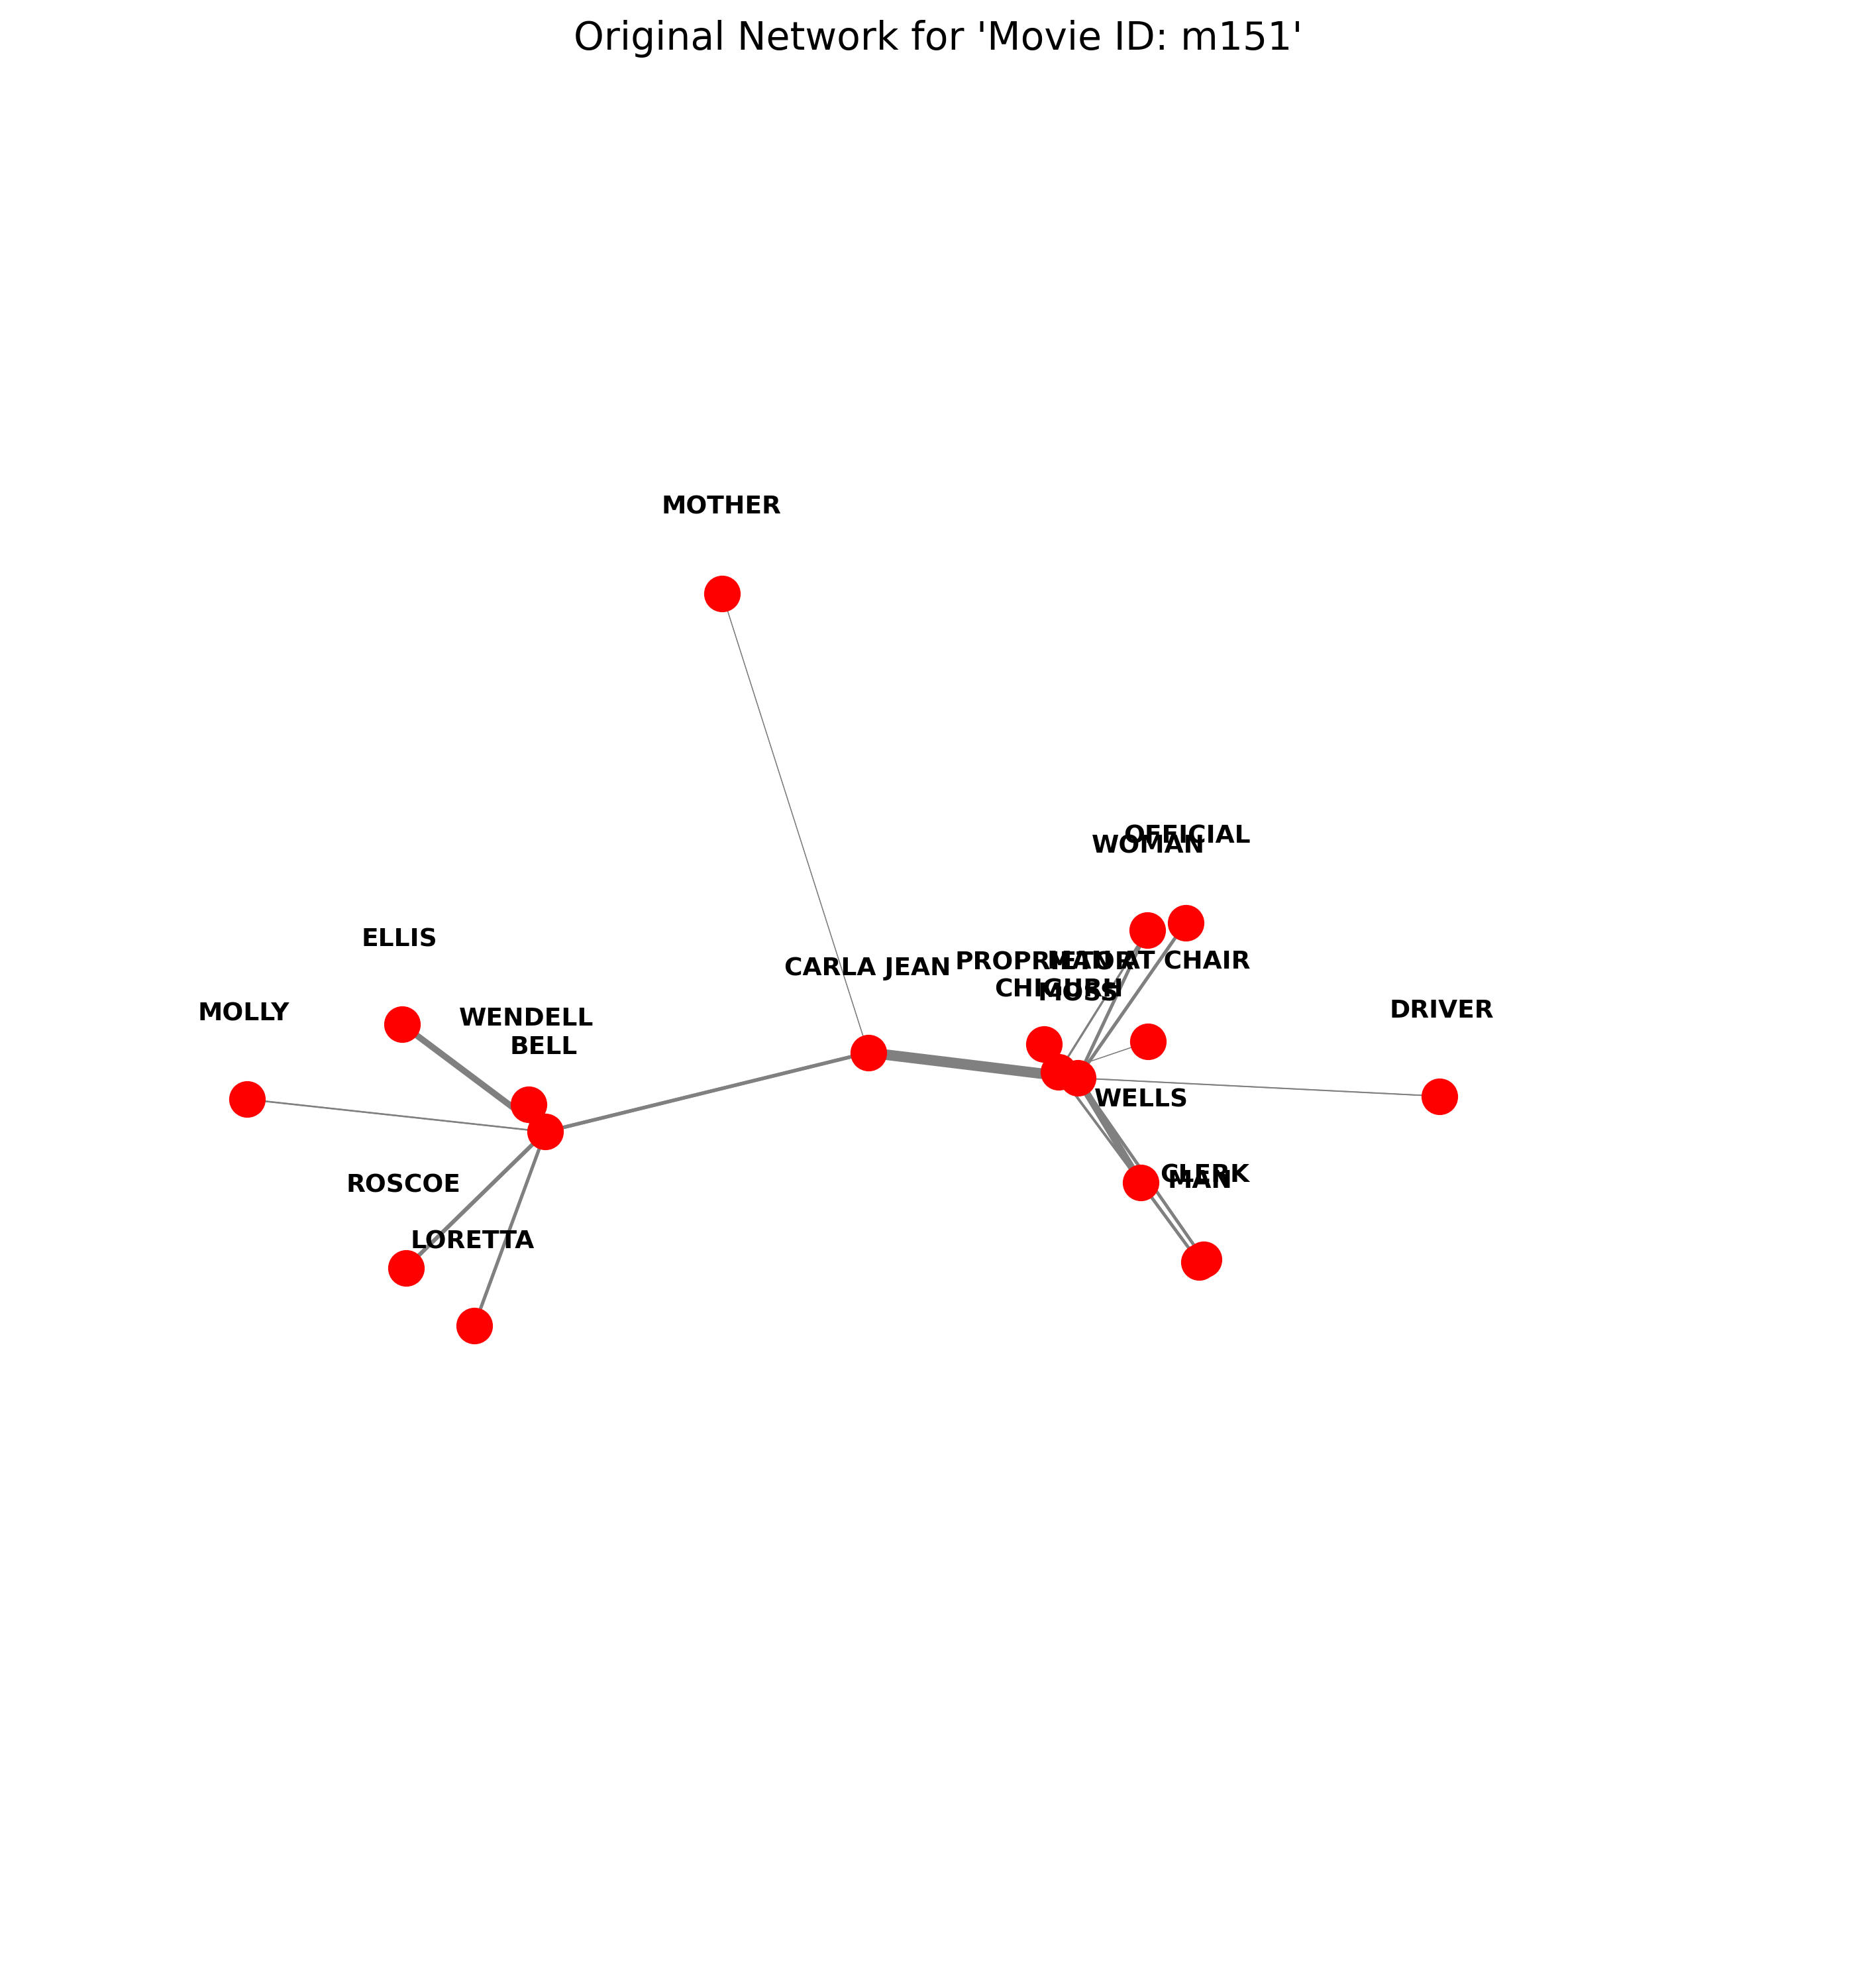 Original Network for 'Movie ID: m151'
MOTHER
OFFICIAL
WOMAN
ELLIS
CARLA JEAN
PROPRIETOR
MAN AT CHAIR
CHIGURH
MOSS
MOLLY
WENDELL
DRIVER
BELL
WELLS
ROSCOE
CLERK
MAN
LORETTA